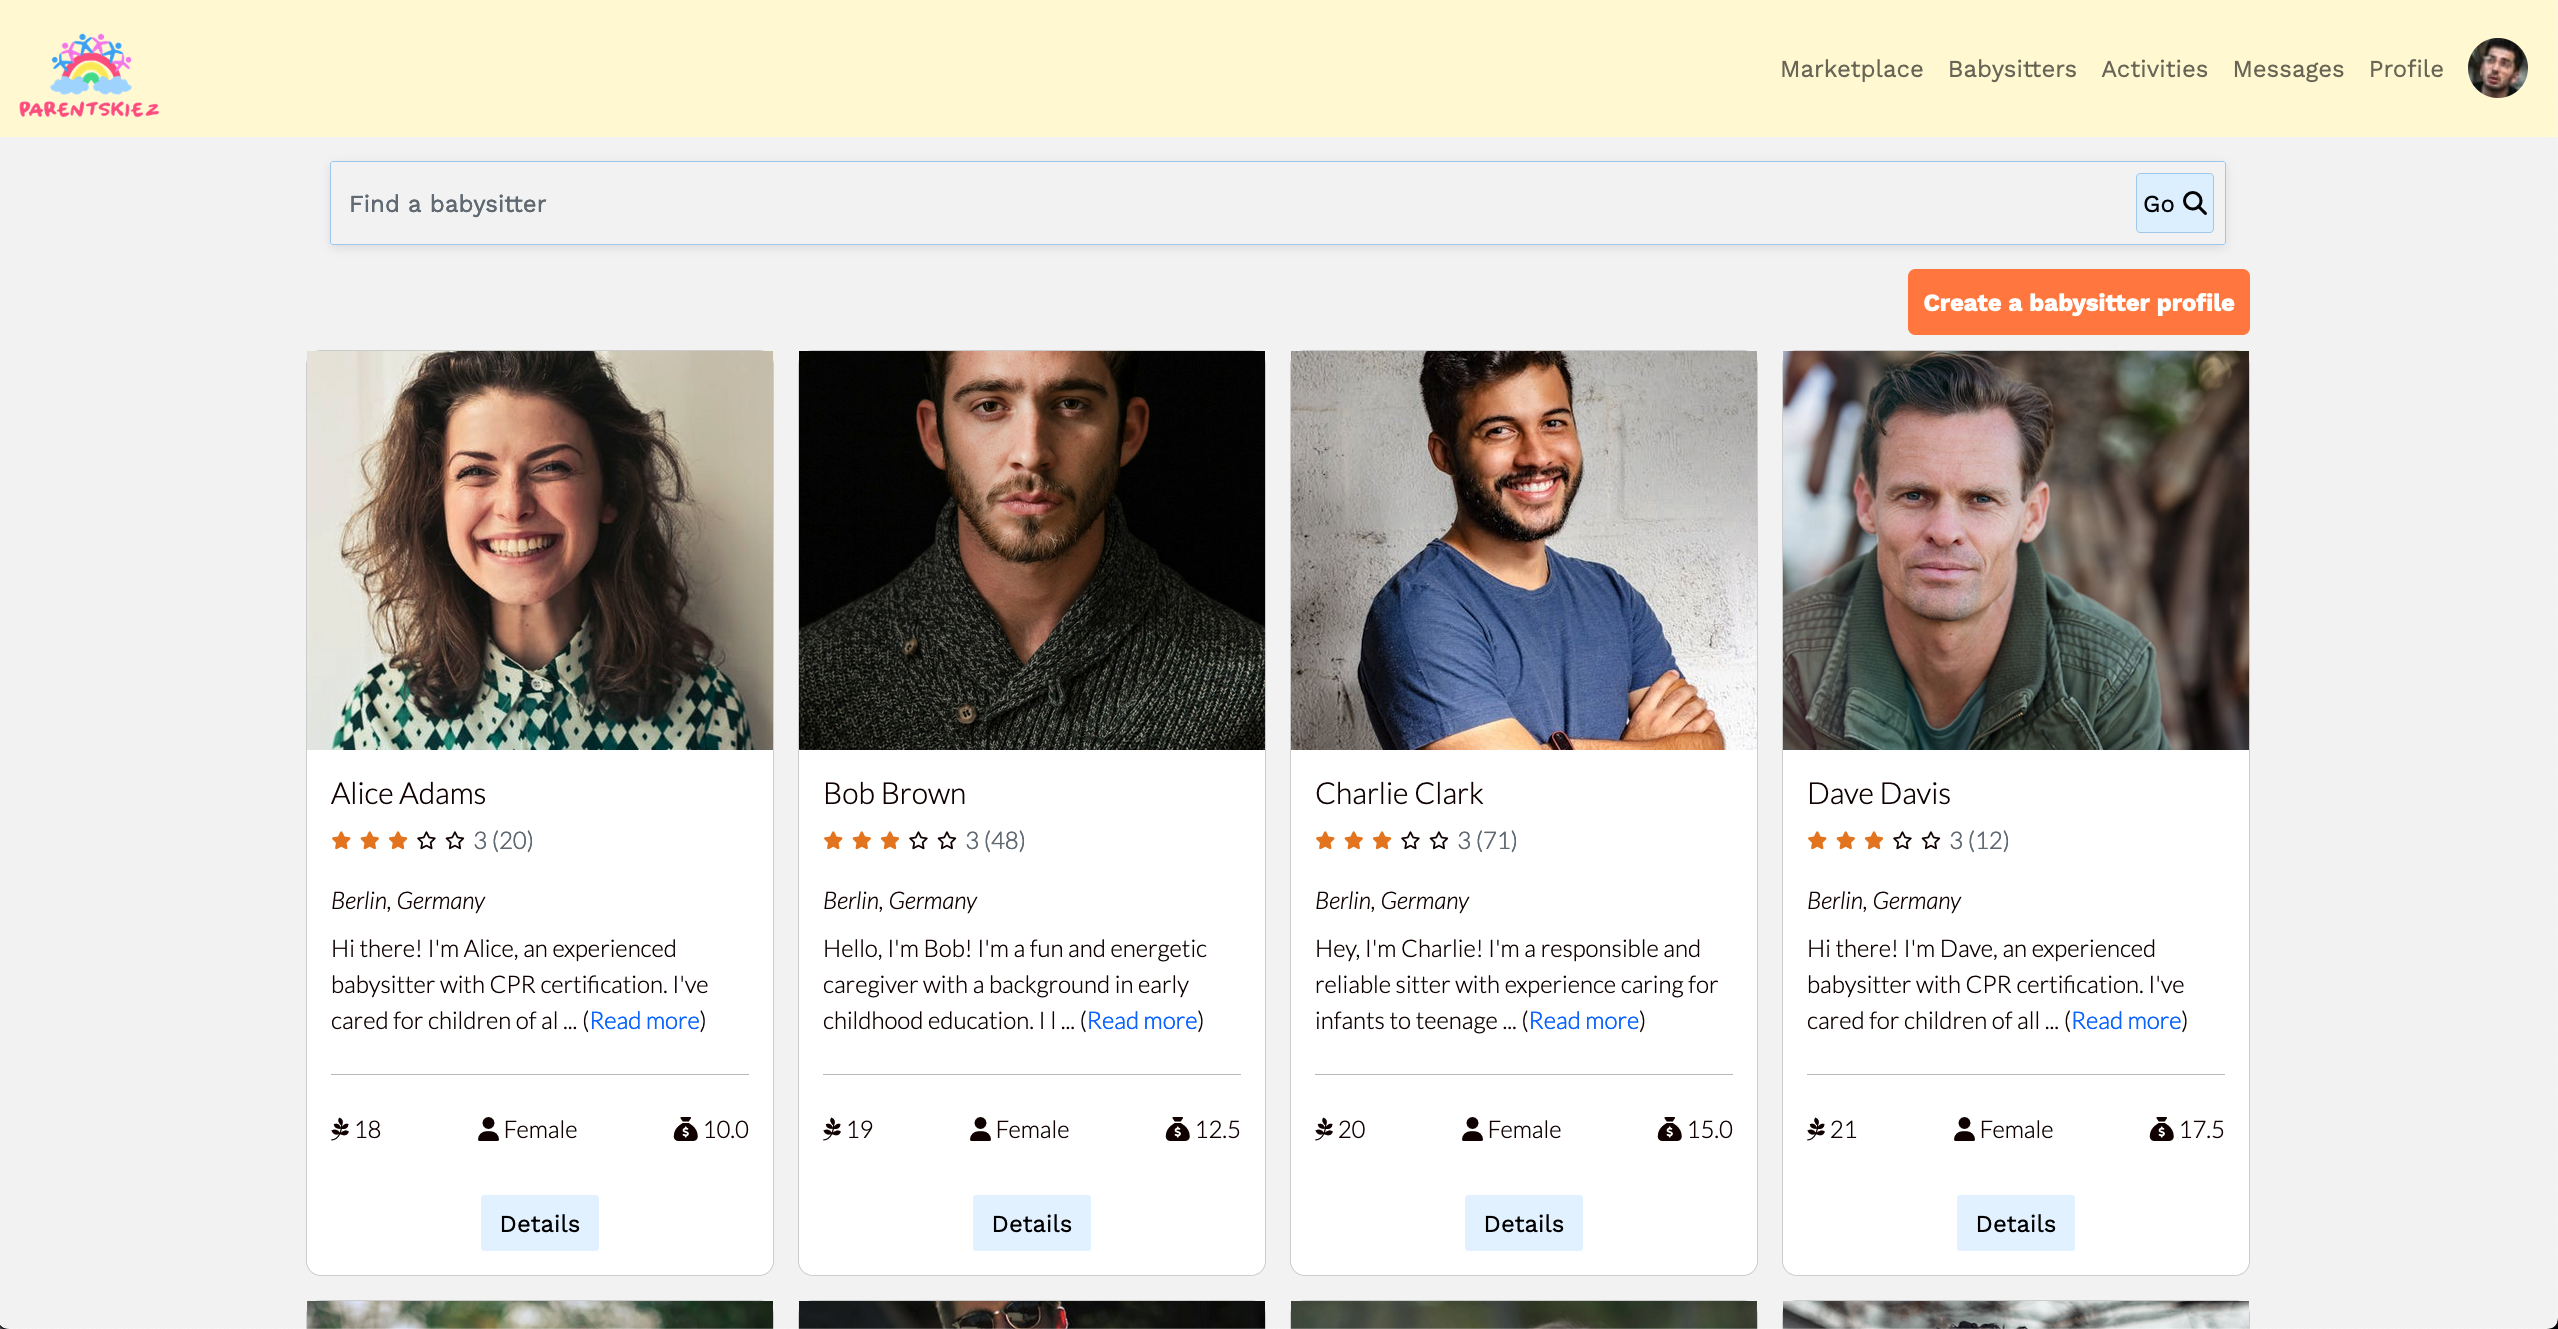 PARENTSKIEZ
Marketplace Babysitters Activities Messages Profile
Find a babysitter
Go
Create a babysitter profile
Alice Adams
3 (20)
Berlin, Germany
Hi there! I'm Alice, an experienced
babysitter with CPR certification. I've
cared for children of al ... (Read more)
18 Female 10.0
Details
Bob Brown
3 (48)
Berlin, Germany
Hello, I'm Bob! I'm a fun and energetic
caregiver with a background in early
childhood education. I l ... (Read more)
19 Female 12.5
Details
Charlie Clark
3 (71)
Berlin, Germany
Hey, I'm Charlie! I'm a responsible and
reliable sitter with experience caring for
infants to teenage ... (Read more)
20 Female 15.0
Details
Dave Davis
3 (12)
Berlin, Germany
Hi there! I'm Dave, an experienced
babysitter with CPR certification. I've
cared for children of all ... (Read more)
21 Female 17.5
Details